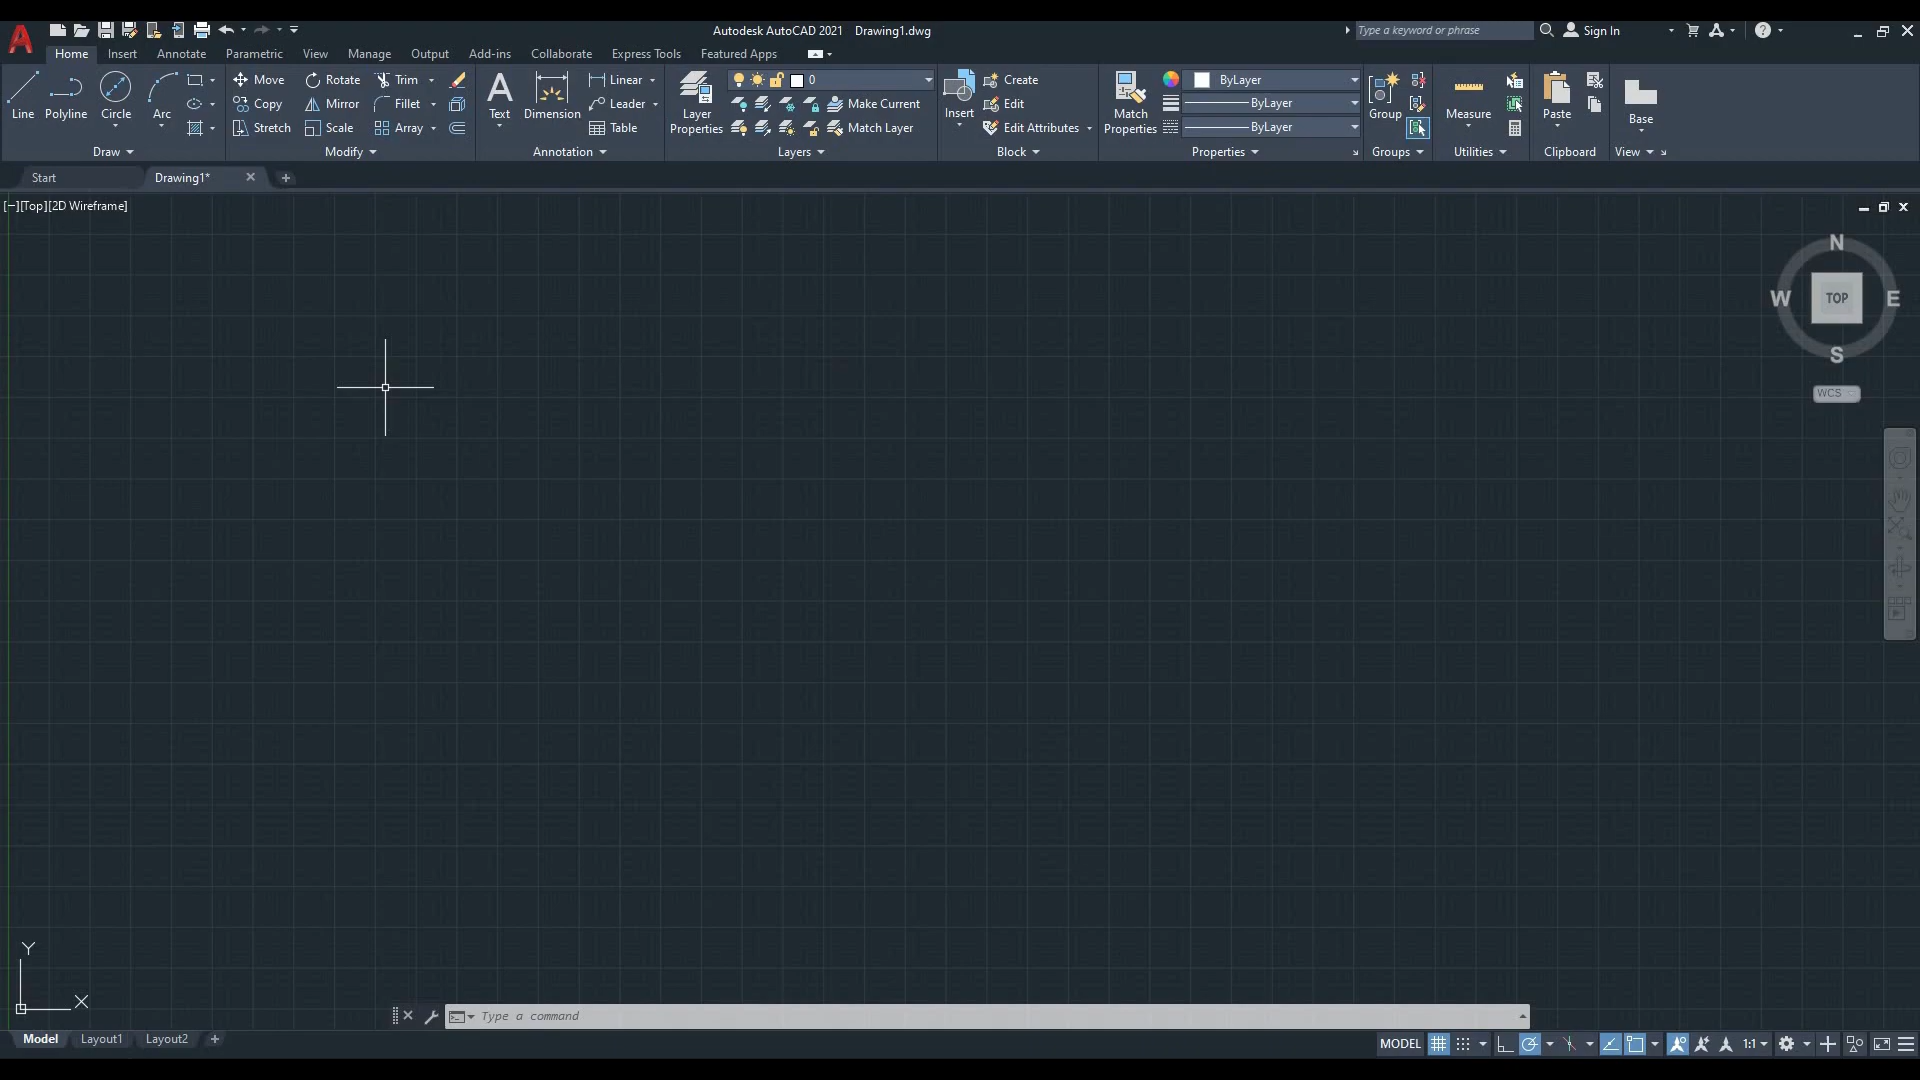 Autodesk AutoCAD 2021 Drawing1.dwg
Type a keyword or phrase
Sign In
Home Insert Annotate Parametric View Manage Output Add-ins Collaborate Express Tools Featured Apps
Line Polyline Circle Arc
Draw
Move Rotate Trim
Copy Mirror Fillet
Stretch Scale Array
Modify
Text Dimension
Linear
Leader
Table
Annotation
Layer Properties
0
Make Current
Match Layer
Layers
Insert
Create
Edit
Edit Attributes
Block
Match Properties
ByLayer
ByLayer
ByLayer
Properties
Group
Groups
Measure
Utilities
Paste
Clipboard
Base
View
Start Drawing1*
[−][Top][2D Wireframe]
N
W TOP E
S
WCS
Y
X
Type a command
Model Layout1 Layout2
MODEL 1:1